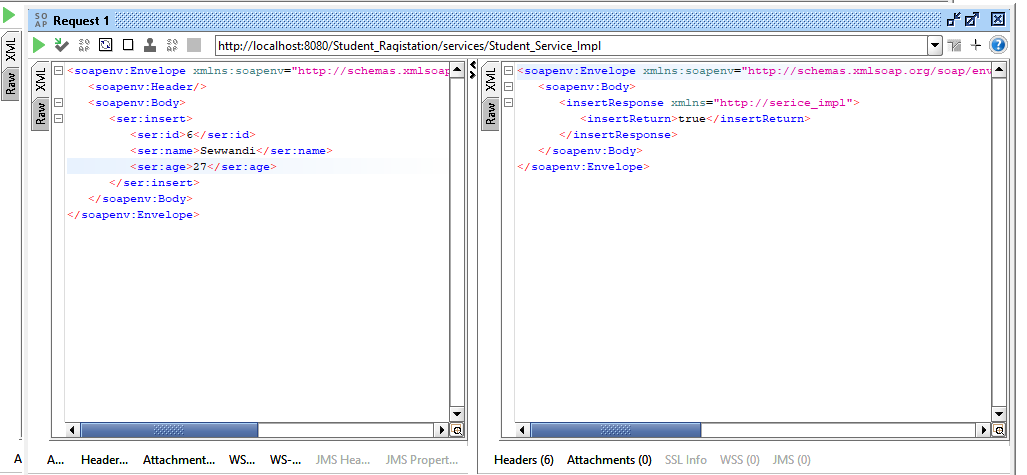 SO AP Request 1
http://localhost:8080/Student_Raqistation/services/Student_Service_Impl
XML
Raw
XML
Raw
<soapenv:Envelope xmlns:soapenv="http://schemas.xmlsoap
<soapenv:Header/>
<soapenv:Body>
<ser:insert>
<ser:id>6</ser:id>
<ser:name>Sewwandi</ser:name>
<ser:age>27</ser:age>
</ser:insert>
</soapenv:Body>
</soapenv:Envelope>
XML
Raw
<soapenv:Envelope xmlns:soapenv="http://schemas.xmlsoap.org/soap/env
<soapenv:Body>
<insertResponse xmlns="http://serice_impl">
<insertReturn>true</insertReturn>
</insertResponse>
</soapenv:Body>
</soapenv:Envelope>
A A... Header... Attachment... WS... WS-... JMS Hea... JMS Propert...
Headers (6) Attachments (0) SSL Info WSS (0) JMS (0)